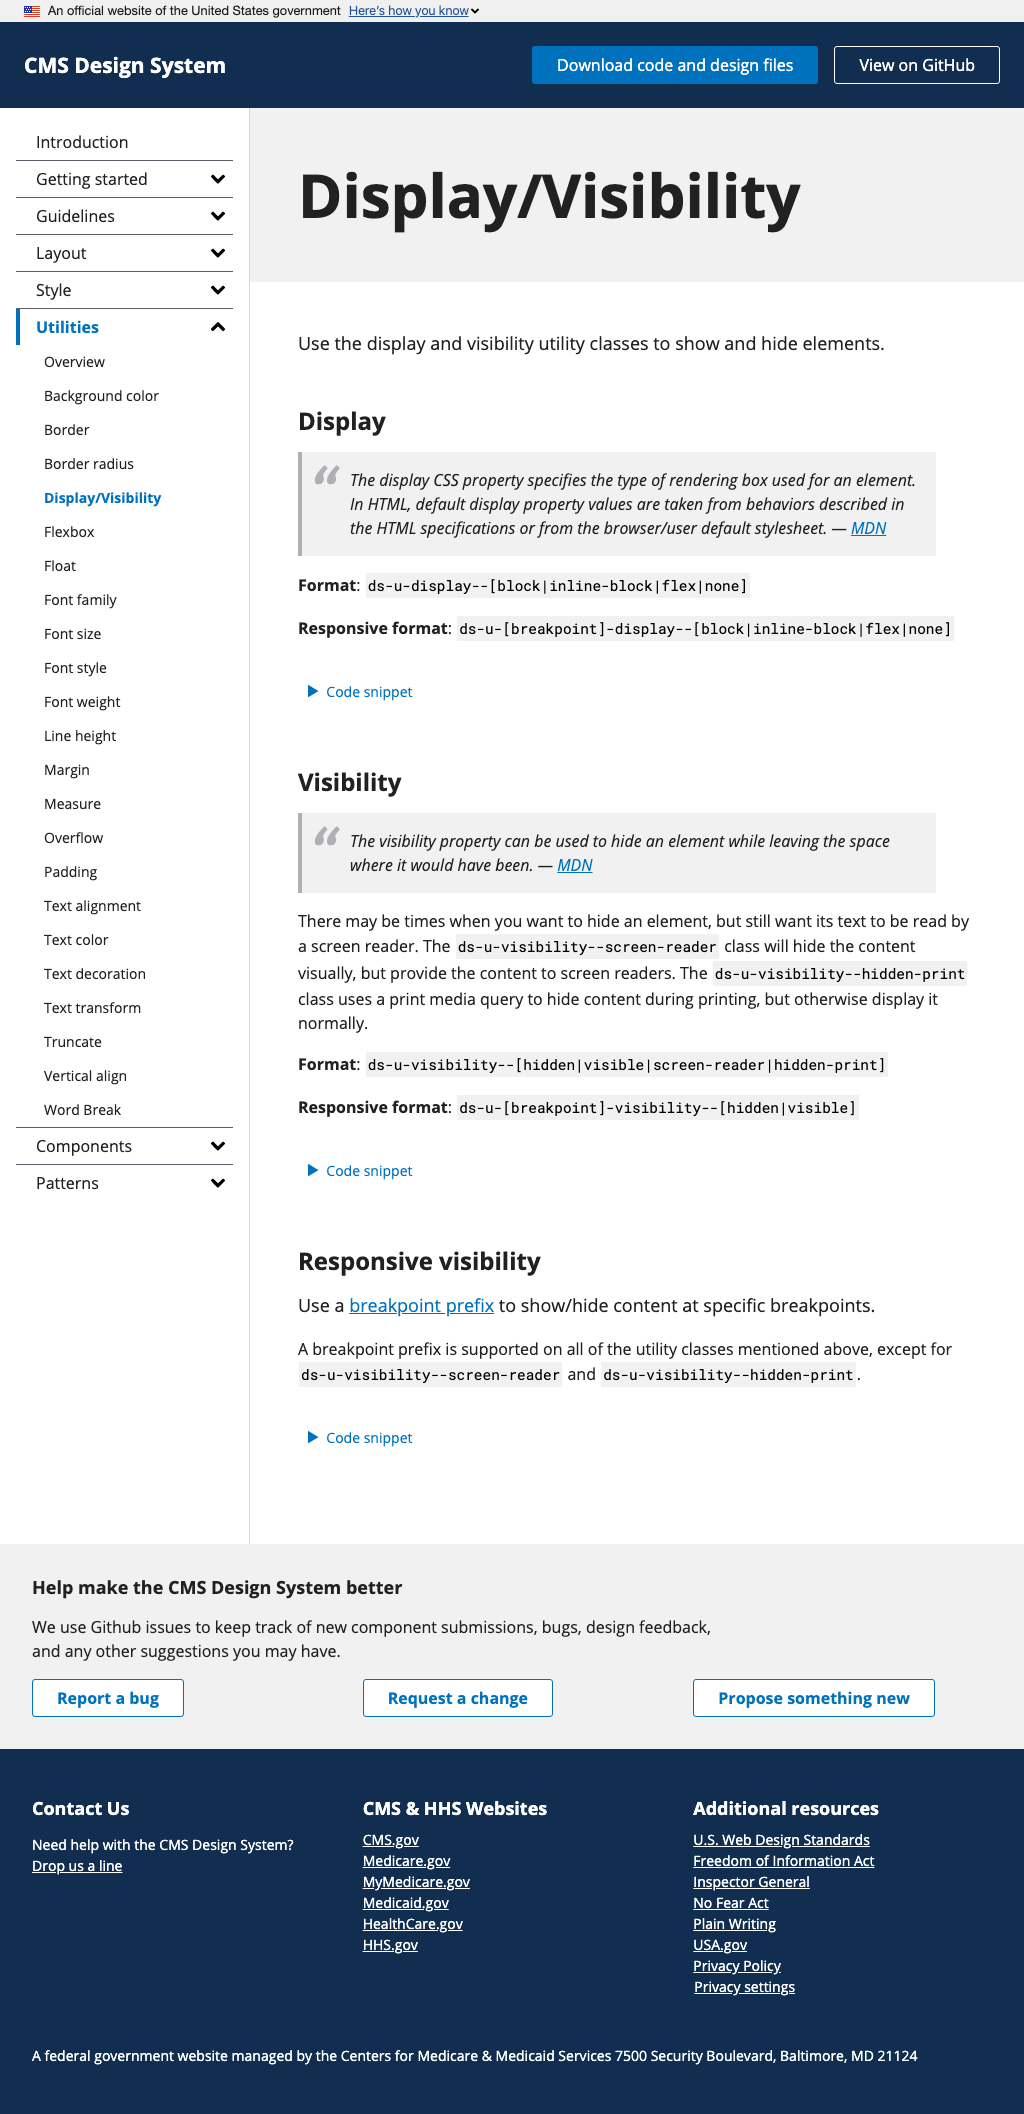 An official website of the United States government Here's how you know
CMS Design System
Download code and design files
View on GitHub
Introduction
Getting started
Guidelines
Layout
Style
Utilities
Overview
Background color
Border
Border radius
Display/Visibility
Flexbox
Float
Font family
Font size
Font style
Font weight
Line height
Margin
Measure
Overflow
Padding
Text alignment
Text color
Text decoration
Text transform
Truncate
Vertical align
Word Break
Components
Patterns
Display/Visibility
Use the display and visibility utility classes to show and hide elements.
Display
“ The display CSS property specifies the type of rendering box used for an element.
In HTML, default display property values are taken from behaviors described in
the HTML specifications or from the browser/user default stylesheet. — MDN
Format: ds-u-display--[block|inline-block|flex|none]
Responsive format: ds-u-[breakpoint]-display--[block|inline-block|flex|none]
Code snippet
Visibility
“ The visibility property can be used to hide an element while leaving the space
where it would have been. — MDN
There may be times when you want to hide an element, but still want its text to be read by
a screen reader. The ds-u-visibility--screen-reader class will hide the content
visually, but provide the content to screen readers. The ds-u-visibility--hidden-print
class uses a print media query to hide content during printing, but otherwise display it
normally.
Format: ds-u-visibility--[hidden|visible|screen-reader|hidden-print]
Responsive format: ds-u-[breakpoint]-visibility--[hidden|visible]
Code snippet
Responsive visibility
Use a breakpoint prefix to show/hide content at specific breakpoints.
A breakpoint prefix is supported on all of the utility classes mentioned above, except for
ds-u-visibility--screen-reader and ds-u-visibility--hidden-print.
Code snippet
Help make the CMS Design System better
We use Github issues to keep track of new component submissions, bugs, design feedback,
and any other suggestions you may have.
Report a bug
Request a change
Propose something new
Contact Us
Need help with the CMS Design System?
Drop us a line
CMS & HHS Websites
CMS.gov
Medicare.gov
MyMedicare.gov
Medicaid.gov
HealthCare.gov
HHS.gov
Additional resources
U.S. Web Design Standards
Freedom of Information Act
Inspector General
No Fear Act
Plain Writing
USA.gov
Privacy Policy
Privacy settings
A federal government website managed by the Centers for Medicare & Medicaid Services 7500 Security Boulevard, Baltimore, MD 21124